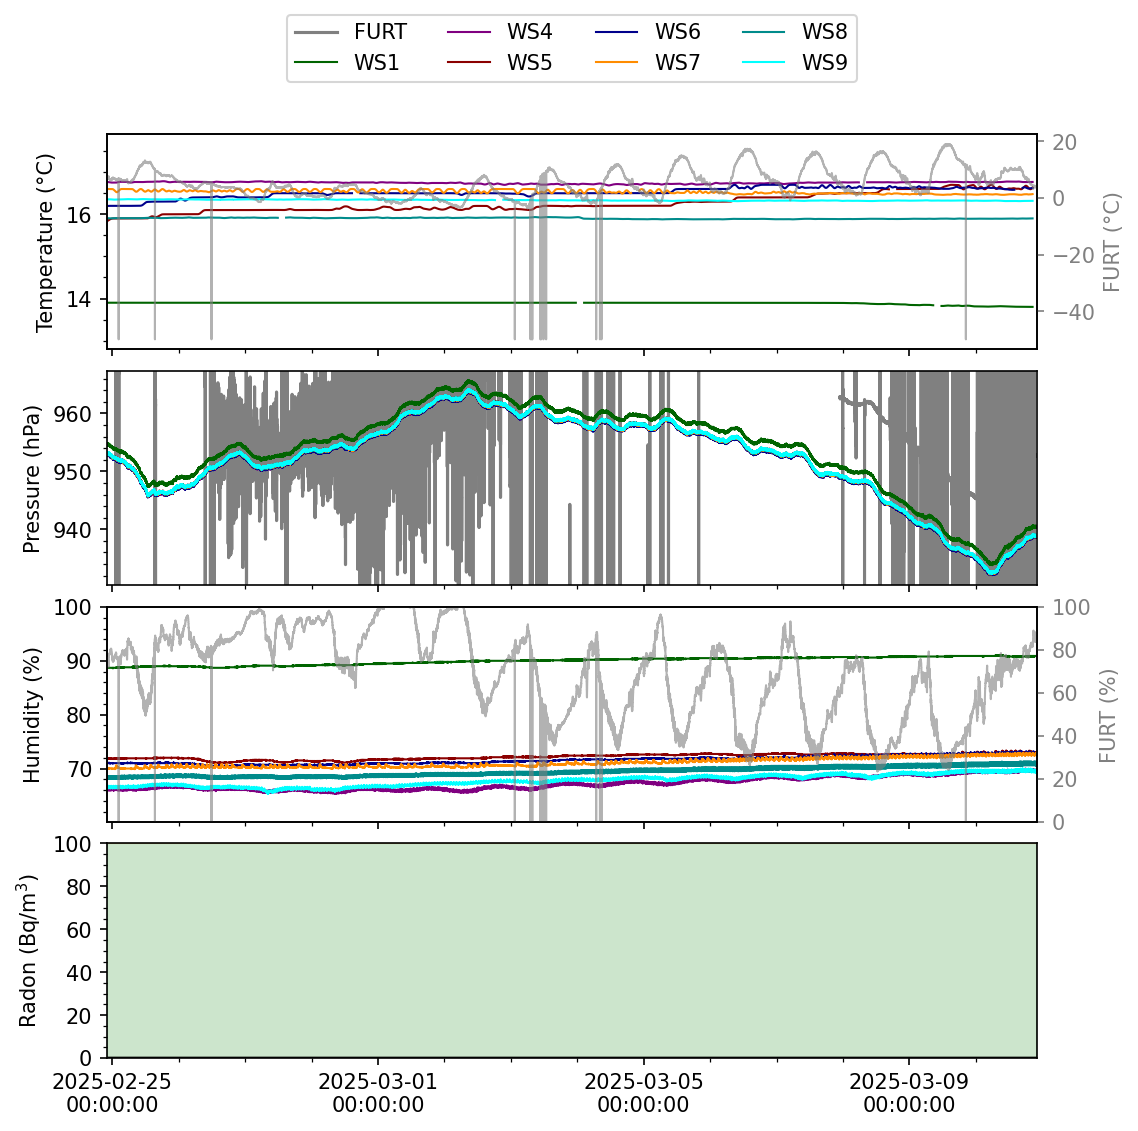 FURT WS4 WS6 WS8
WS1 WS5 WS7 WS9
Temperature (°C)
16
14
20
0
−20
−40
FURT (°C)
Pressure (hPa)
960
950
940
Humidity (%)
100
90
80
70
100
80
60
40
20
0
FURT (%)
Radon (Bq/m³)
100
80
60
40
20
0
2025-02-25 2025-03-01 2025-03-05 2025-03-09
00:00:00 00:00:00 00:00:00 00:00:00